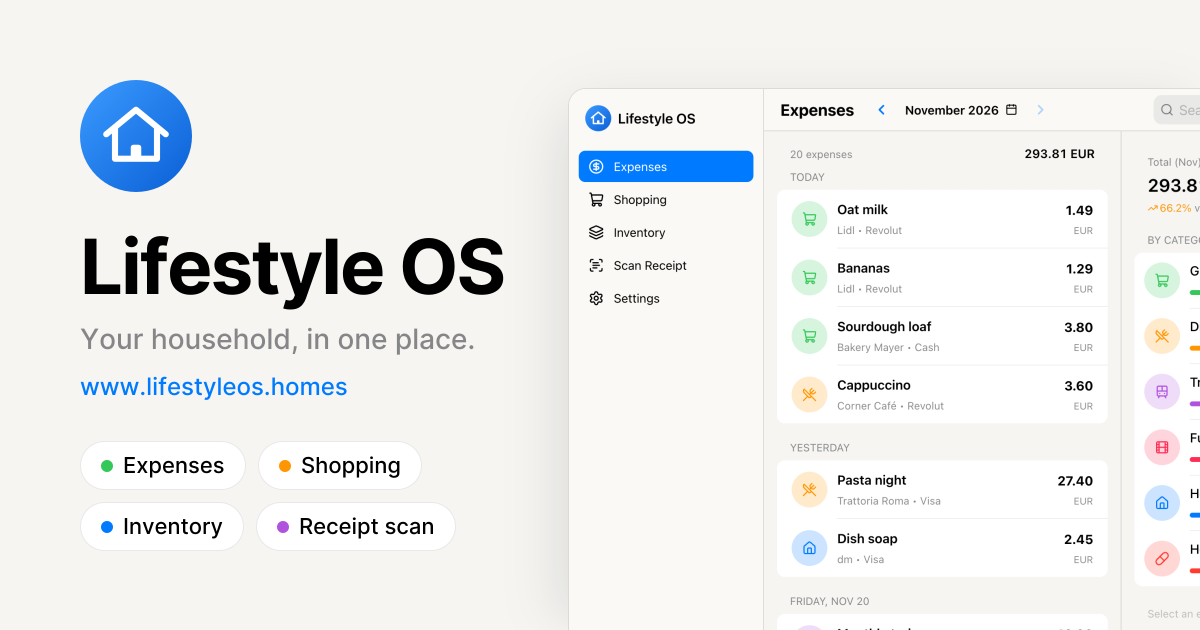 Lifestyle OS
Your household, in one place.
www.lifestyleos.homes
Expenses
Shopping
Inventory
Receipt scan
Lifestyle OS
Expenses
Shopping
Inventory
Scan Receipt
Settings
Expenses
November 2026
20 expenses
293.81 EUR
TODAY
Oat milk
1.49
Lidl • Revolut
EUR
Bananas
1.29
Lidl • Revolut
EUR
Sourdough loaf
3.80
Bakery Mayer • Cash
EUR
Cappuccino
3.60
Corner Café • Revolut
EUR
YESTERDAY
Pasta night
27.40
Trattoria Roma • Visa
EUR
Dish soap
2.45
dm • Visa
EUR
FRIDAY, NOV 20
Total (Nov)
293.8
66.2% v
BY CATEGO
Select an e